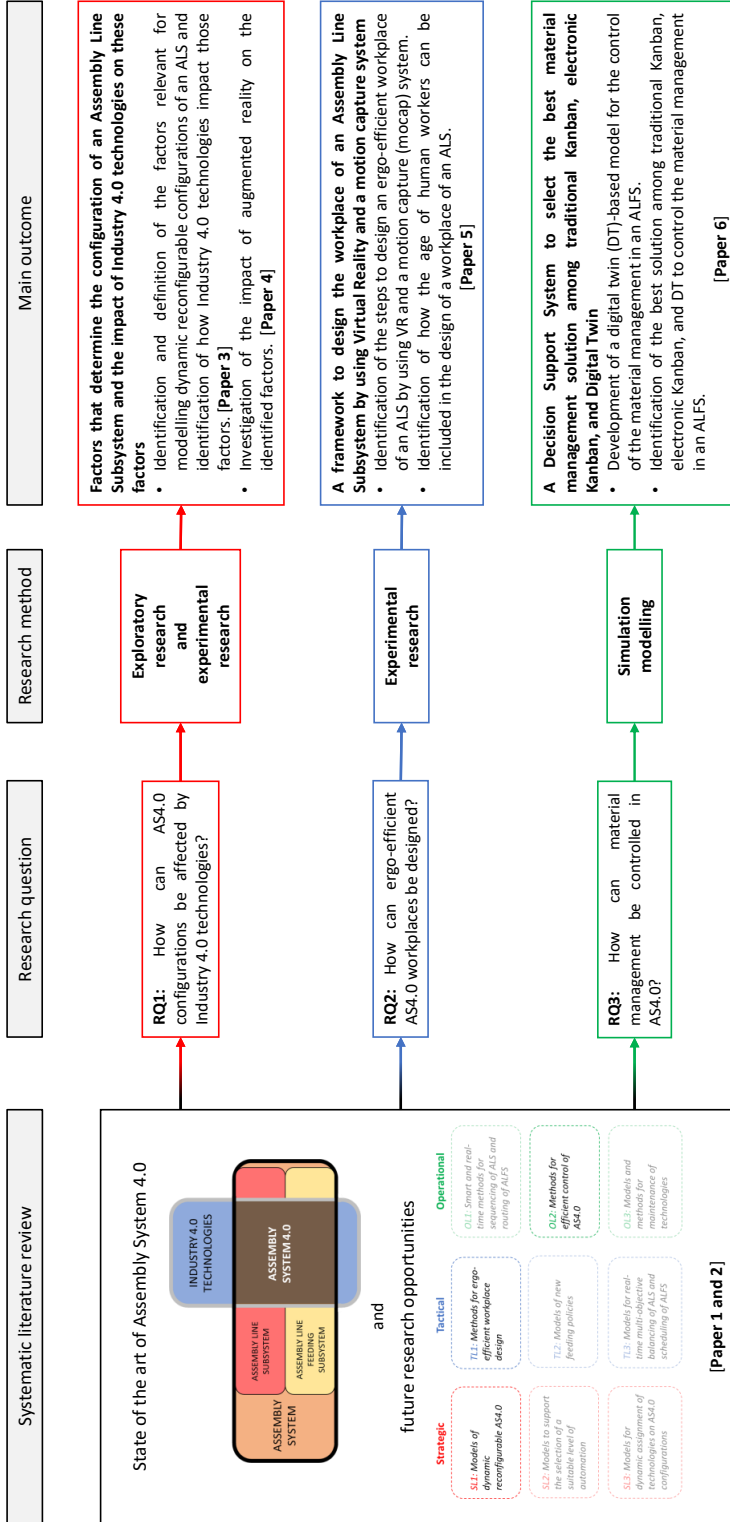 Systematic literature review
Research question
Research method
Main outcome
State of the art of Assembly System 4.0
INDUSTRY 4.0
TECHNOLOGIES
ASSEMBLY
SYSTEM
ASSEMBLY LINE
SUBSYSTEM
ASSEMBLY LINE
FEEDING
SUBSYSTEM
ASSEMBLY
SYSTEM 4.0
and
future research opportunities
Strategic
Tactical
Operational
SL1: Models of
dynamic
reconfigurable AS4.0
TL1: Methods for ergo-
efficient workplace
design
OL1: Smart and real-
time methods for
sequencing of ALS and
routing of ALFS
SL2: Models to support
the selection of a
suitable level of
automation
TL2: Models of new
feeding policies
OL2: Methods for
efficient control of
AS4.0
SL3: Models for
dynamic assignment of
technologies on AS4.0
configurations
TL3: Models for real-
time multi-objective
balancing of ALS and
scheduling of ALFS
OL3: Models and
methods for
maintenance of
technologies
[Paper 1 and 2]
RQ1: How can AS4.0
configurations be affected by
Industry 4.0 technologies?
Exploratory
research
and
experimental
research
Factors that determine the configuration of an Assembly Line
Subsystem and the impact of Industry 4.0 technologies on these
factors
• Identification and definition of the factors relevant for
modelling dynamic reconfigurable configurations of an ALS and
identification of how Industry 4.0 technologies impact those
factors. [Paper 3]
• Investigation of the impact of augmented reality on the
identified factors. [Paper 4]
RQ2: How can ergo-efficient
AS4.0 workplaces be designed?
Experimental
research
A framework to design the workplace of an Assembly Line
Subsystem by using Virtual Reality and a motion capture system
• Identification of the steps to design an ergo-efficient workplace
of an ALS by using VR and a motion capture (mocap) system.
• Identification of how the age of human workers can be
included in the design of a workplace of an ALS.
[Paper 5]
RQ3: How can material
management be controlled in
AS4.0?
Simulation
modelling
A Decision Support System to select the best material
management solution among traditional Kanban, electronic
Kanban, and Digital Twin
• Development of a digital twin (DT)-based model for the control
of the material management in an ALFS.
• Identification of the best solution among traditional Kanban,
electronic Kanban, and DT to control the material management
in an ALFS.
[Paper 6]